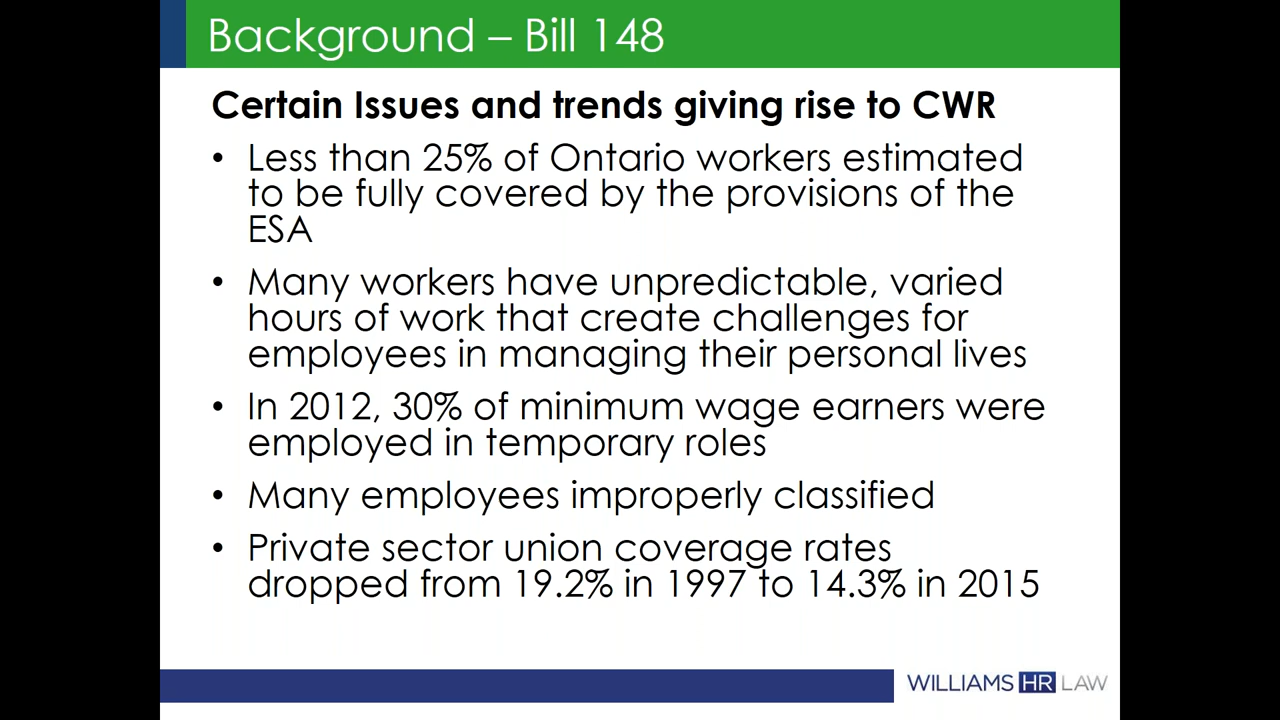 Background – Bill 148
Certain Issues and trends giving rise to CWR
• Less than 25% of Ontario workers estimated
to be fully covered by the provisions of the
ESA
• Many workers have unpredictable, varied
hours of work that create challenges for
employees in managing their personal lives
• In 2012, 30% of minimum wage earners were
employed in temporary roles
• Many employees improperly classified
• Private sector union coverage rates
dropped from 19.2% in 1997 to 14.3% in 2015
WILLIAMS HR LAW